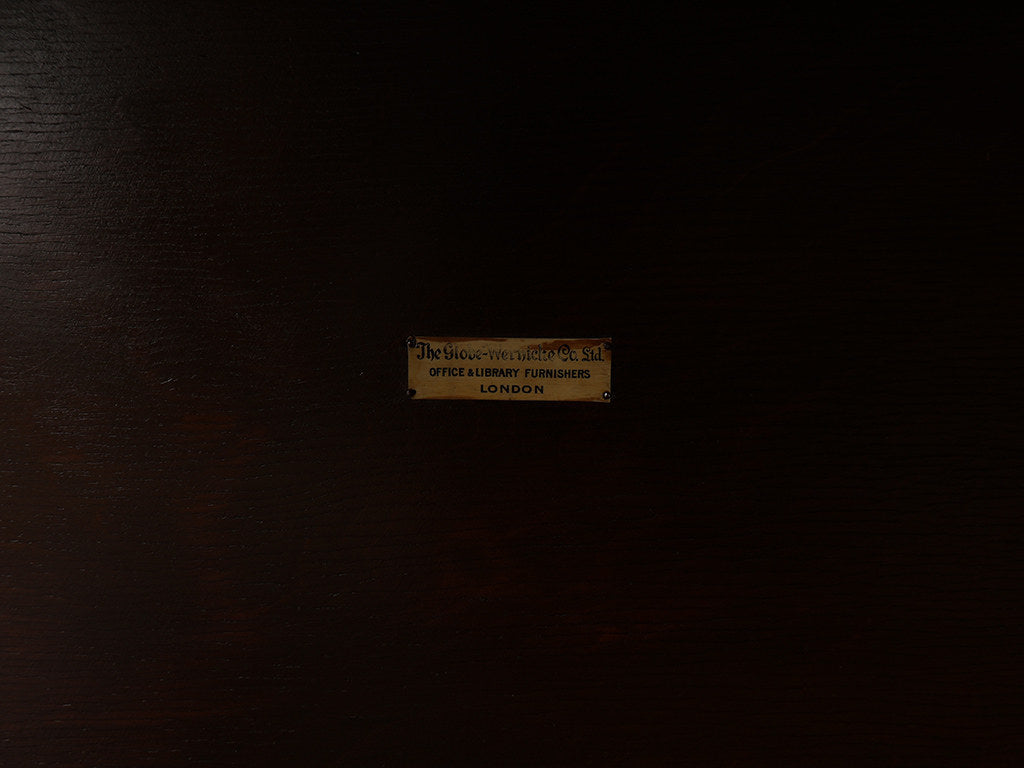 The Globe-Wernicke Co. Ltd.
OFFICE & LIBRARY FURNISHERS
LONDON